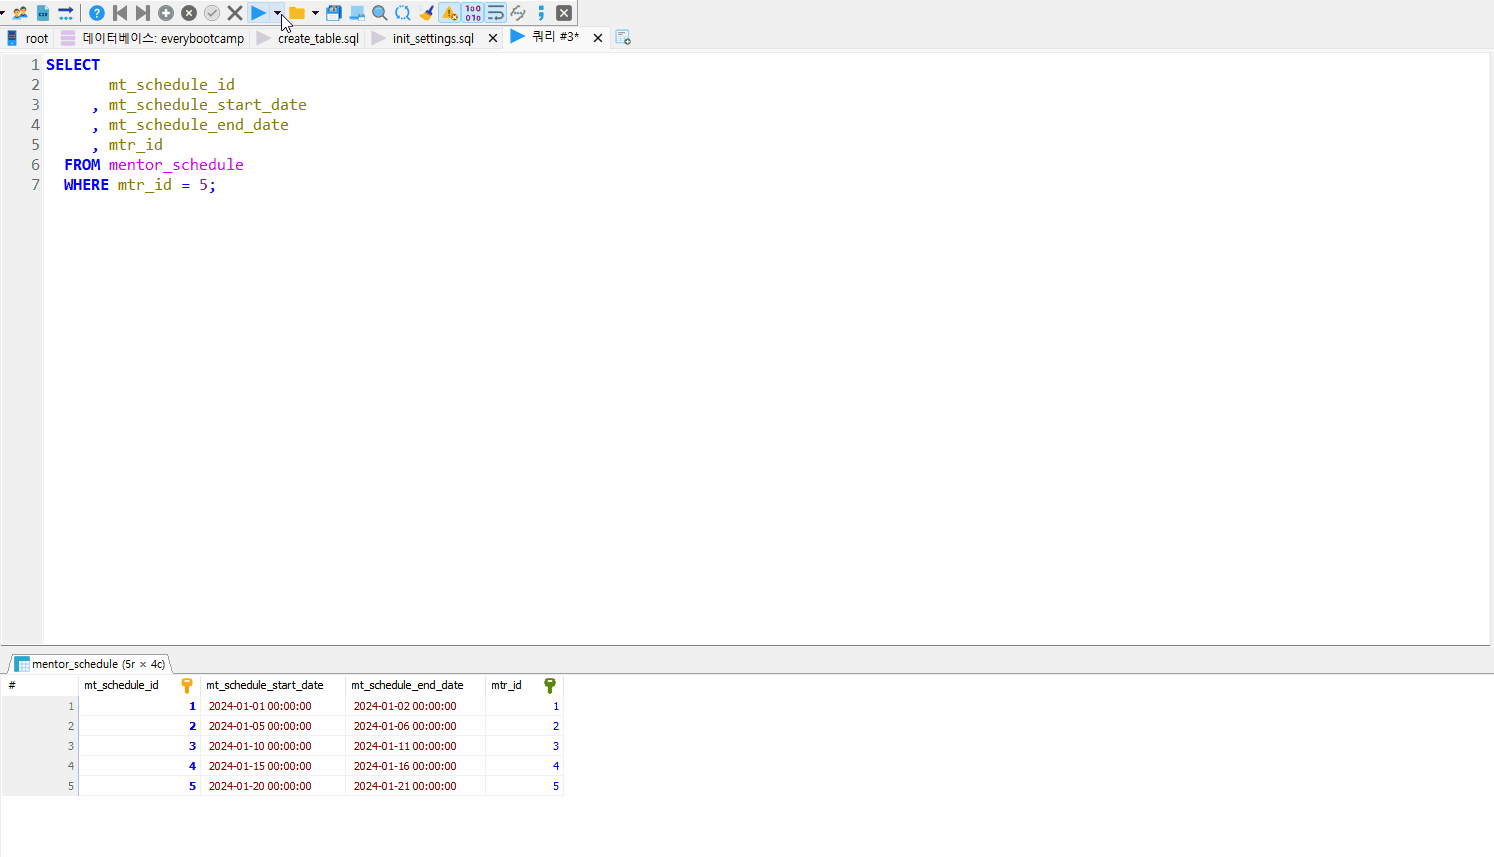 root 데이터베이스: everybootcamp create_table.sql init_settings.sql 쿼리 #3*
1 SELECT
2 mt_schedule_id
3 , mt_schedule_start_date
4 , mt_schedule_end_date
5 , mtr_id
6 FROM mentor_schedule
7 WHERE mtr_id = 5;
mentor_schedule (5r × 4c)
# mt_schedule_id mt_schedule_start_date mt_schedule_end_date mtr_id
1 1 2024-01-01 00:00:00 2024-01-02 00:00:00 1
2 2 2024-01-05 00:00:00 2024-01-06 00:00:00 2
3 3 2024-01-10 00:00:00 2024-01-11 00:00:00 3
4 4 2024-01-15 00:00:00 2024-01-16 00:00:00 4
5 5 2024-01-20 00:00:00 2024-01-21 00:00:00 5